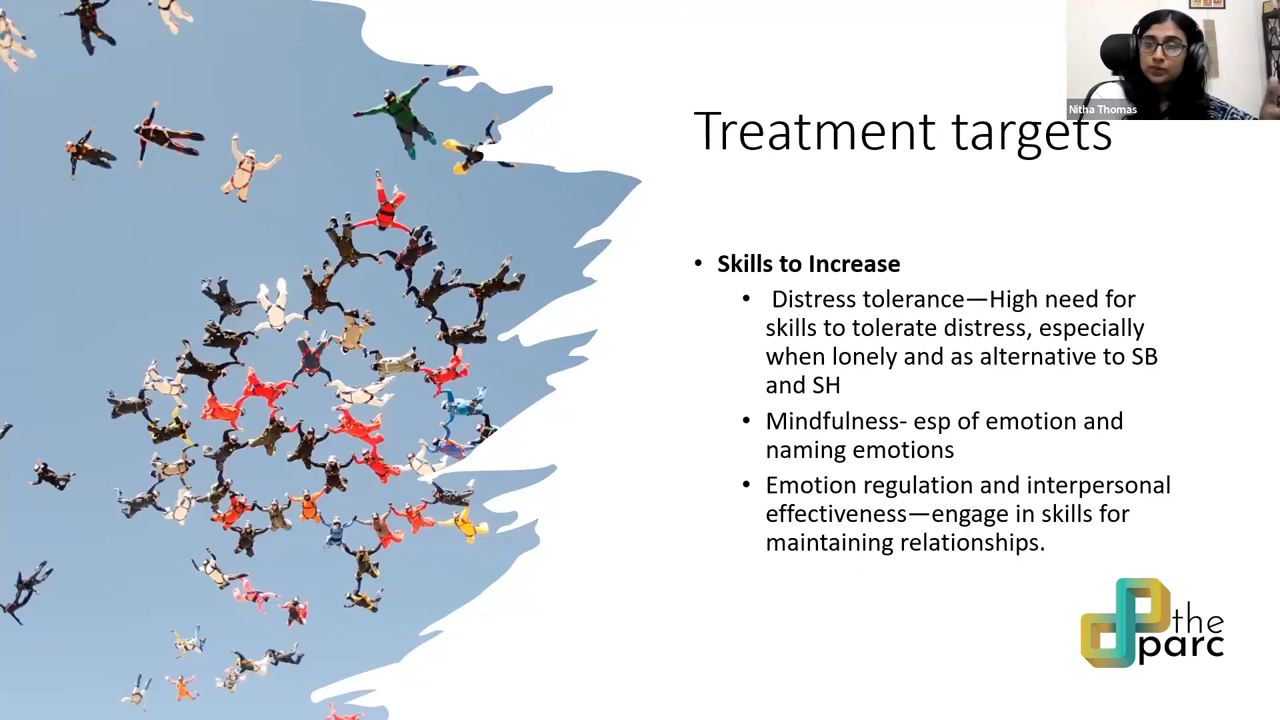 Nitha Thomas
Treatment targets
• Skills to Increase
• Distress tolerance—High need for
skills to tolerate distress, especially
when lonely and as alternative to SB
and SH
• Mindfulness- esp of emotion and
naming emotions
• Emotion regulation and interpersonal
effectiveness—engage in skills for
maintaining relationships.
the
parc